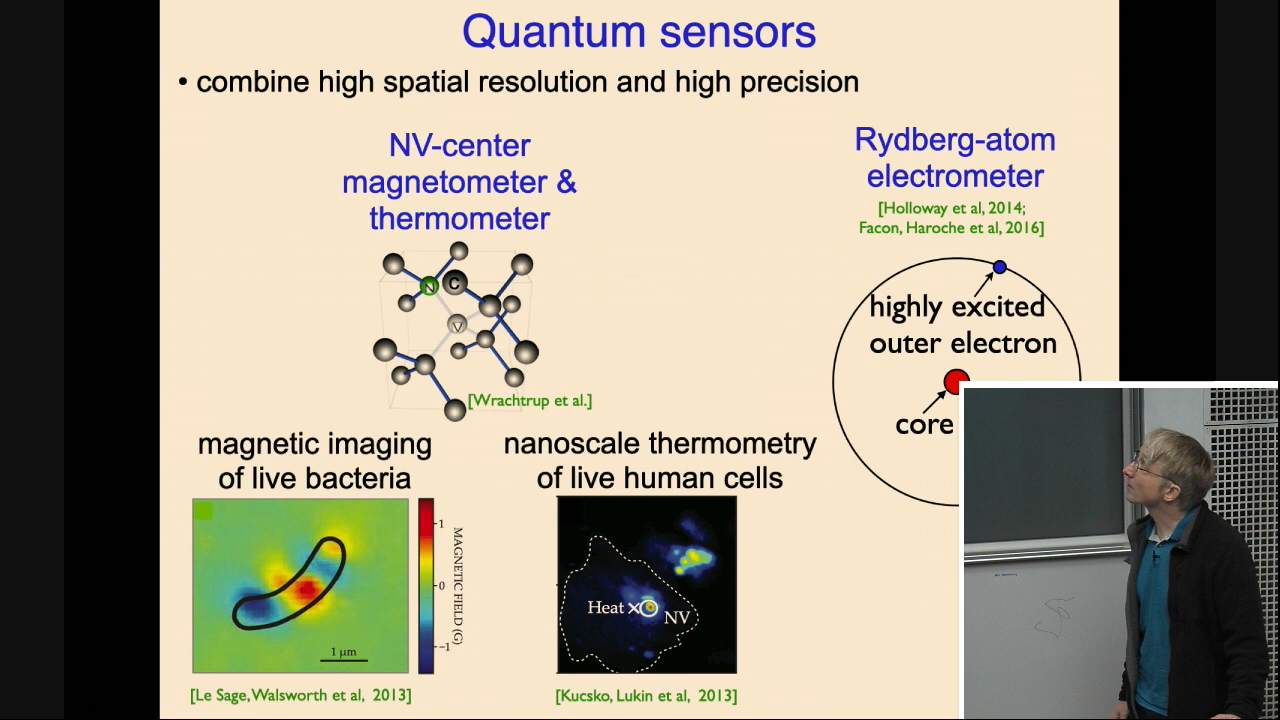 Quantum sensors
• combine high spatial resolution and high precision
NV-center
magnetometer &
thermometer
N
C
V
[Wrachtrup et al.]
Rydberg-atom
electrometer
[Holloway et al, 2014;
Facon, Haroche et al, 2016]
highly excited
outer electron
core
magnetic imaging
of live bacteria
1
0
-1
MAGNETIC FIELD (G)
1 μm
[Le Sage, Walsworth et al, 2013]
nanoscale thermometry
of live human cells
Heat
NV
[Kucsko, Lukin et al, 2013]